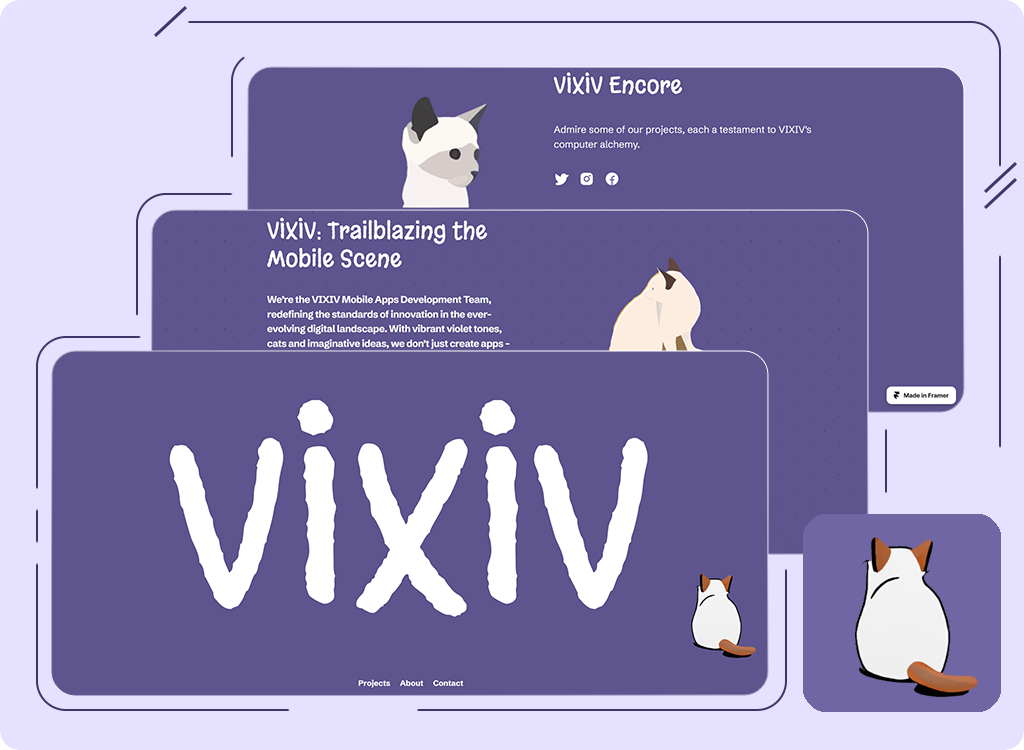 ViXiV Encore
Admire some of our projects, each a testament to VIXIV's
computer alchemy.
ViXiV: Trailblazing the
Mobile Scene
We're the VIXIV Mobile Apps Development Team,
redefining the standards of innovation in the ever-
evolving digital landscape. With vibrant violet tones,
cats and imaginative ideas, we don't just create apps –
Made in Framer
ViXiV
Projects About Contact